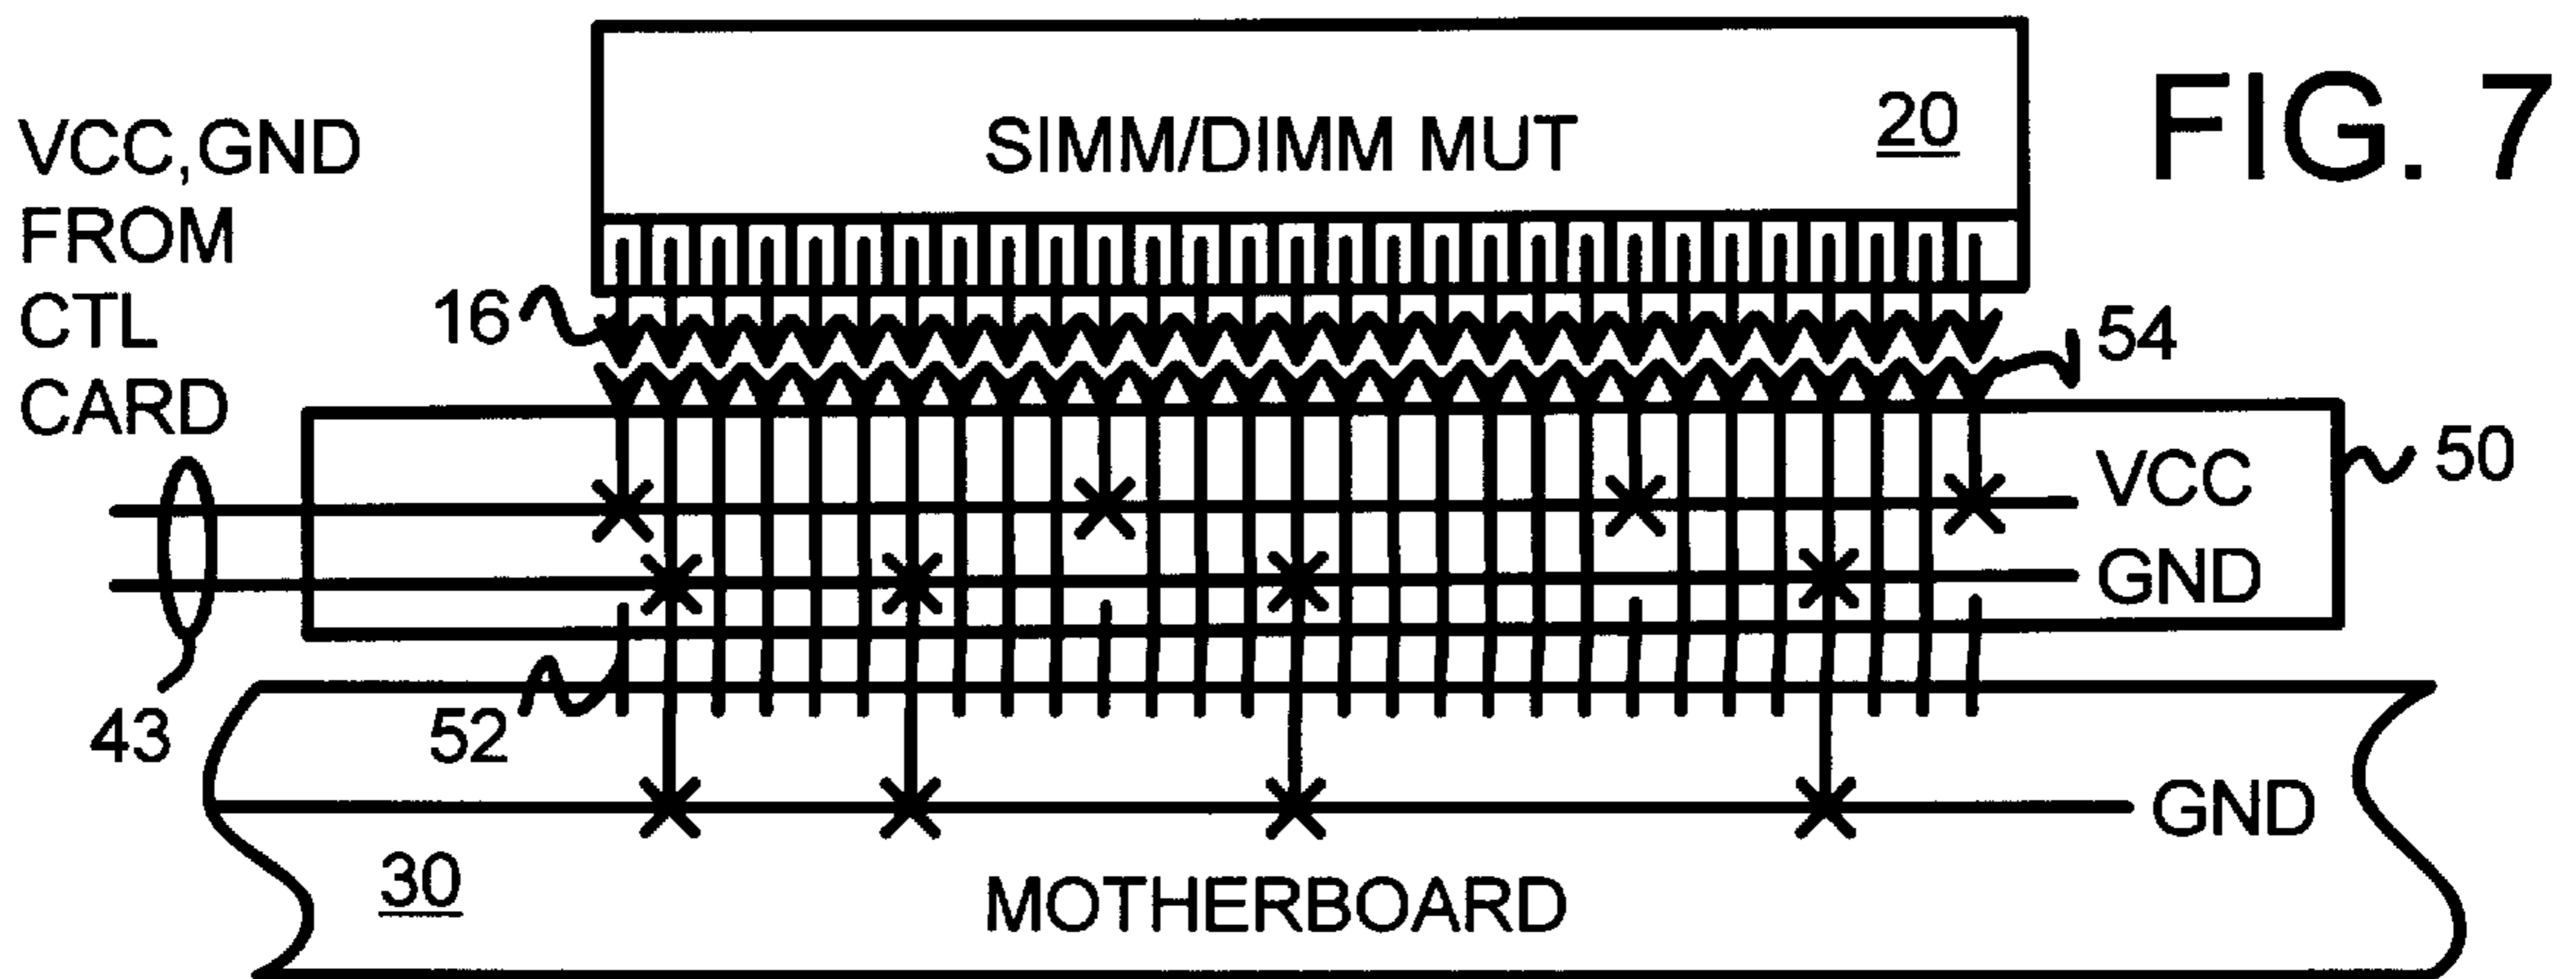 FIG. 7
SIMM/DIMM MUT
20
VCC,GND
FROM
CTL
CARD
16
54
VCC
50
GND
43
52
GND
30
MOTHERBOARD